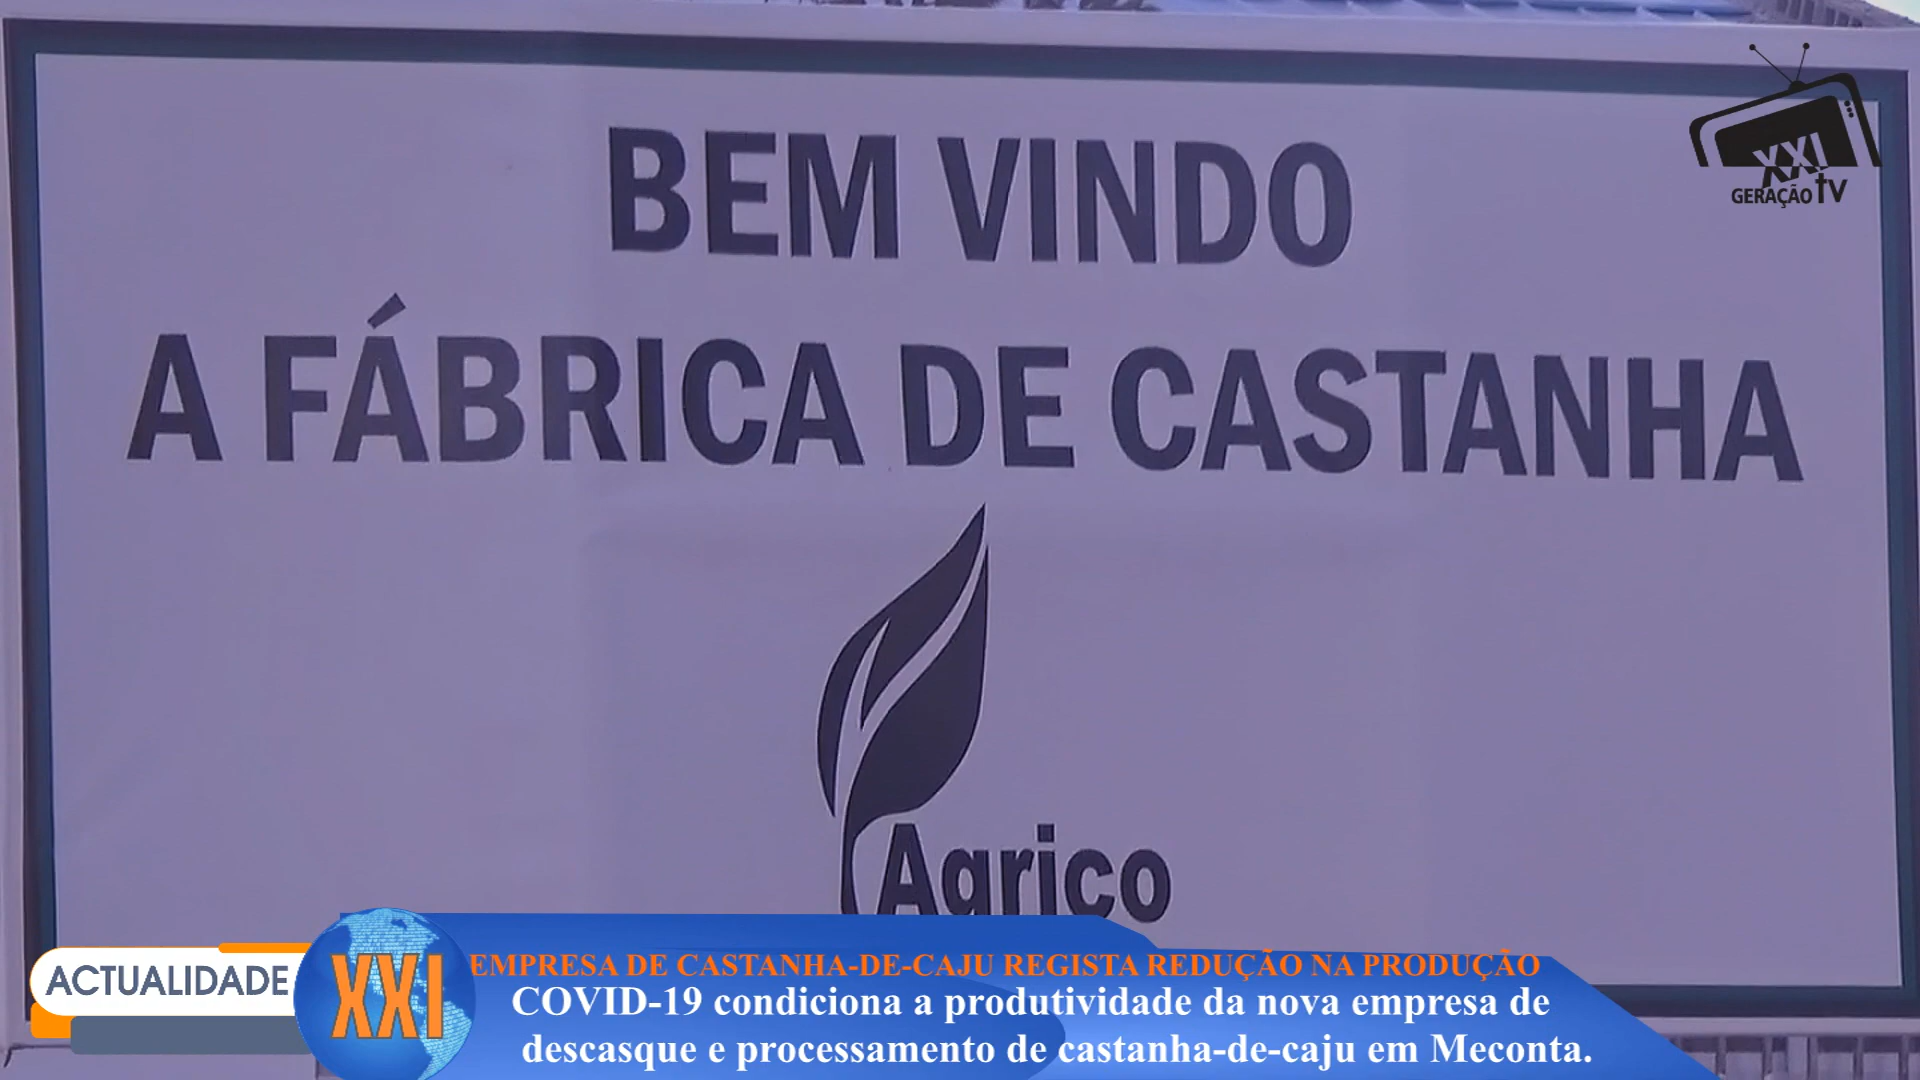 BEM VINDO
XXI
GERAÇÃO tv
A FÁBRICA DE CASTANHA
Agrico
ACTUALIDADE
XXI
EMPRESA DE CASTANHA-DE-CAJU REGISTA REDUÇÃO NA PRODUÇÃO
COVID-19 condiciona a produtividade da nova empresa de
descasque e processamento de castanha-de-caju em Meconta.